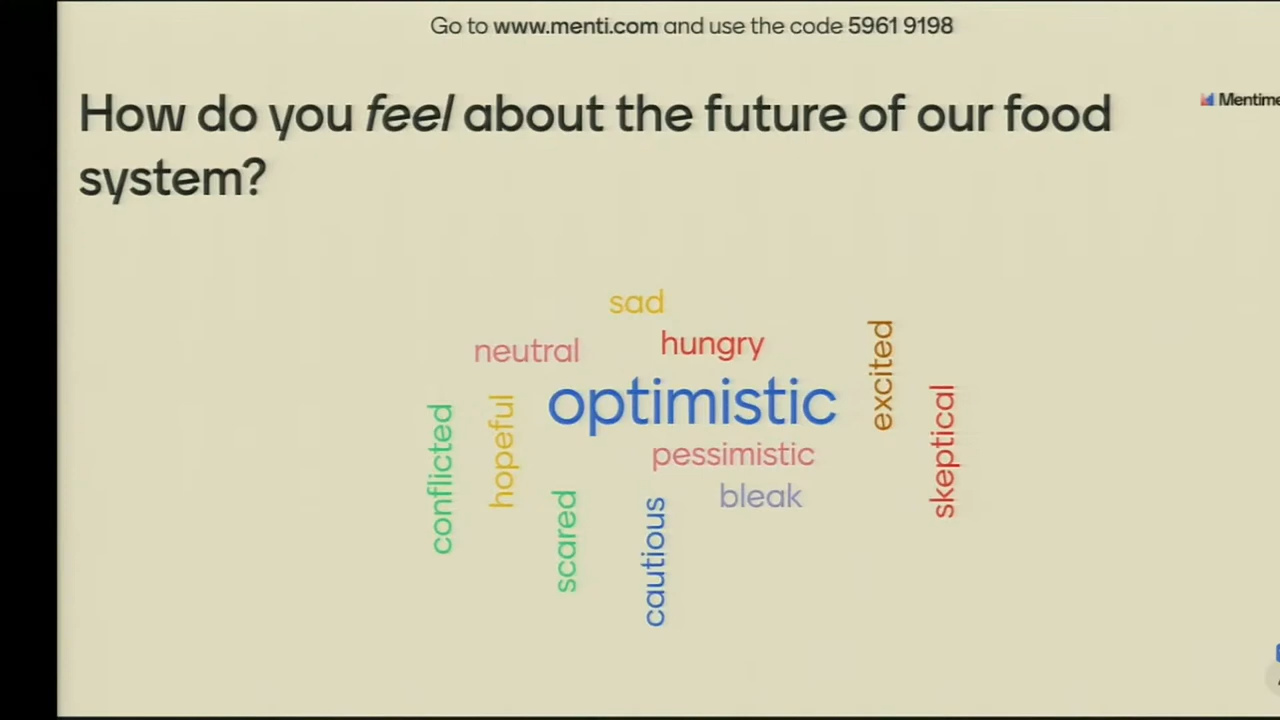 Go to www.menti.com and use the code 5961 9198
How do you feel about the future of our food
system?
Mentime
sad
neutral
hungry
excited
optimistic
conflicted
hopeful
skeptical
pessimistic
bleak
scared
cautious